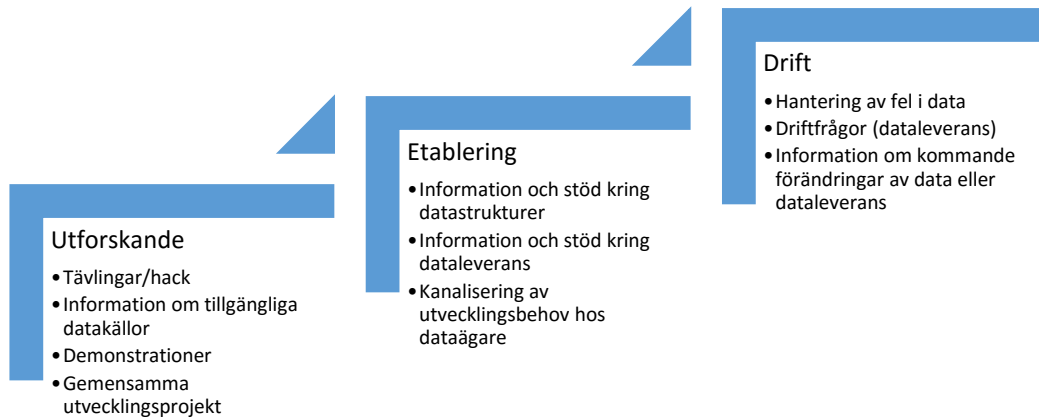 Utforskande
•Tävlingar/hack
•Information om tillgängliga
datakällor
•Demonstrationer
•Gemensamma
utvecklingsprojekt
Etablering
•Information och stöd kring
datastrukturer
•Information och stöd kring
dataleverans
•Kanalisering av
utvecklingsbehov hos
dataägare
Drift
•Hantering av fel i data
•Driftfrågor (dataleverans)
•Information om kommande
förändringar av data eller
dataleverans